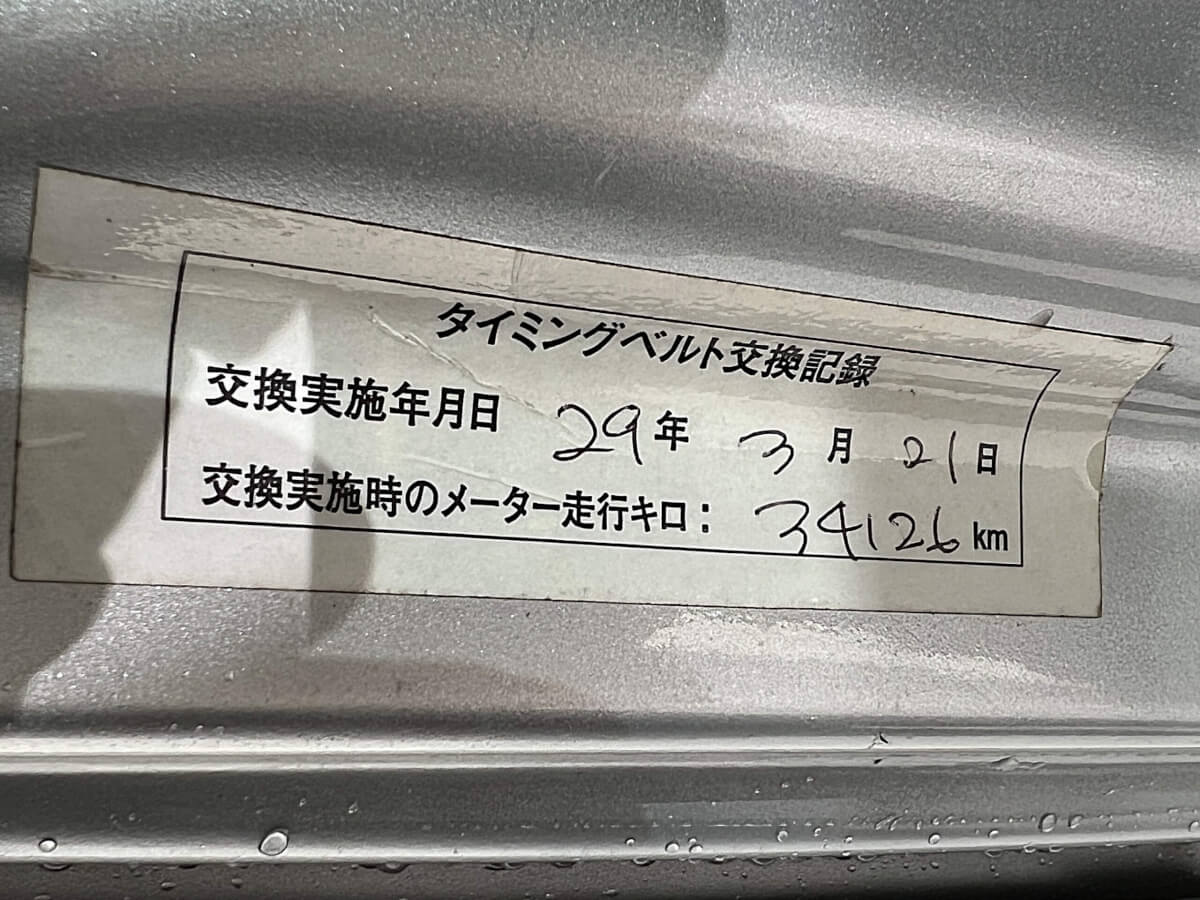 タイミングベルト交換記録
交換実施年月日 29年 3月 21日
交換実施時のメーター走行キロ: 34126km